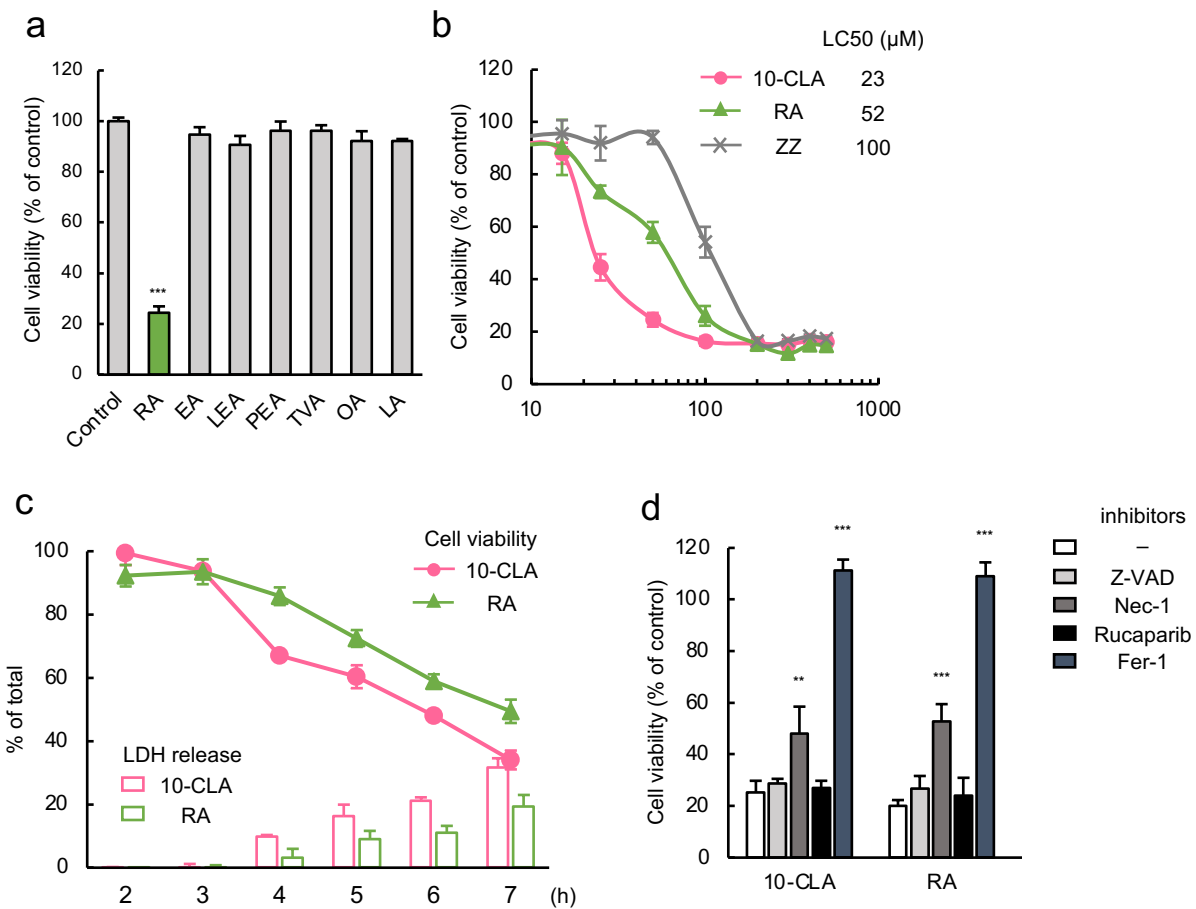 a
Cell viability (% of control)
120
100
80
60
40
20
0
***
Control
RA
EA
LEA
PEA
TVA
OA
LA
b
LC50 (µM)
10-CLA 23
RA 52
ZZ 100
Cell viability (% of control)
120
100
80
60
40
20
0
10 100 1000
c
Cell viability
10-CLA
RA
% of total
100
80
60
40
20
0
LDH release
10-CLA
RA
2 3 4 5 6 7 (h)
d
inhibitors
–
Z-VAD
Nec-1
Rucaparib
Fer-1
Cell viability (% of control)
120
100
80
60
40
20
0
** *** *** ***
10-CLA RA